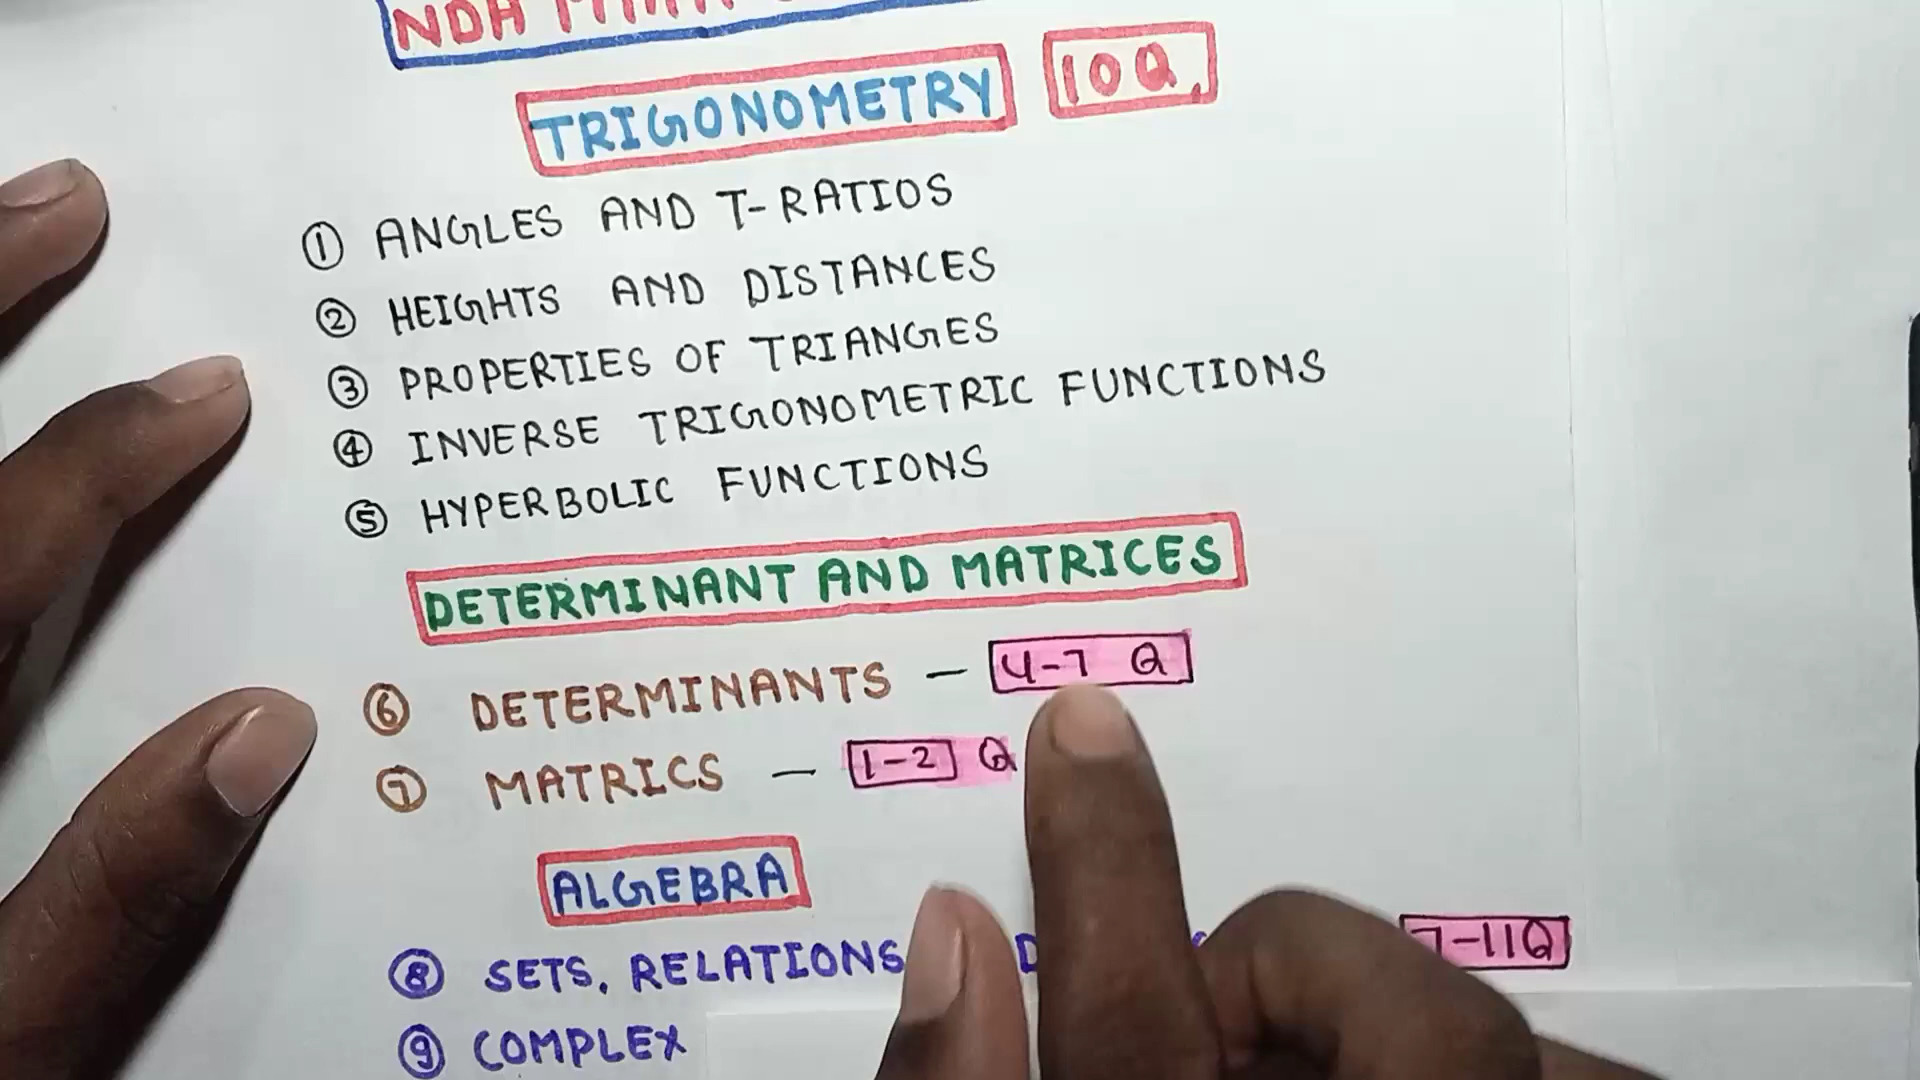 NDA MATH
TRIGONOMETRY 10Q.
① ANGLES AND T-RATIOS
② HEIGHTS AND DISTANCES
③ PROPERTIES OF TRIANGES
④ INVERSE TRIGONOMETRIC FUNCTIONS
⑤ HYPERBOLIC FUNCTIONS
DETERMINANT AND MATRICES
⑥ DETERMINANTS - 4-7 Q
⑦ MATRICS - 1-2 Q
ALGEBRA
⑧ SETS, RELATIONS 7-11Q
⑨ COMPLEX